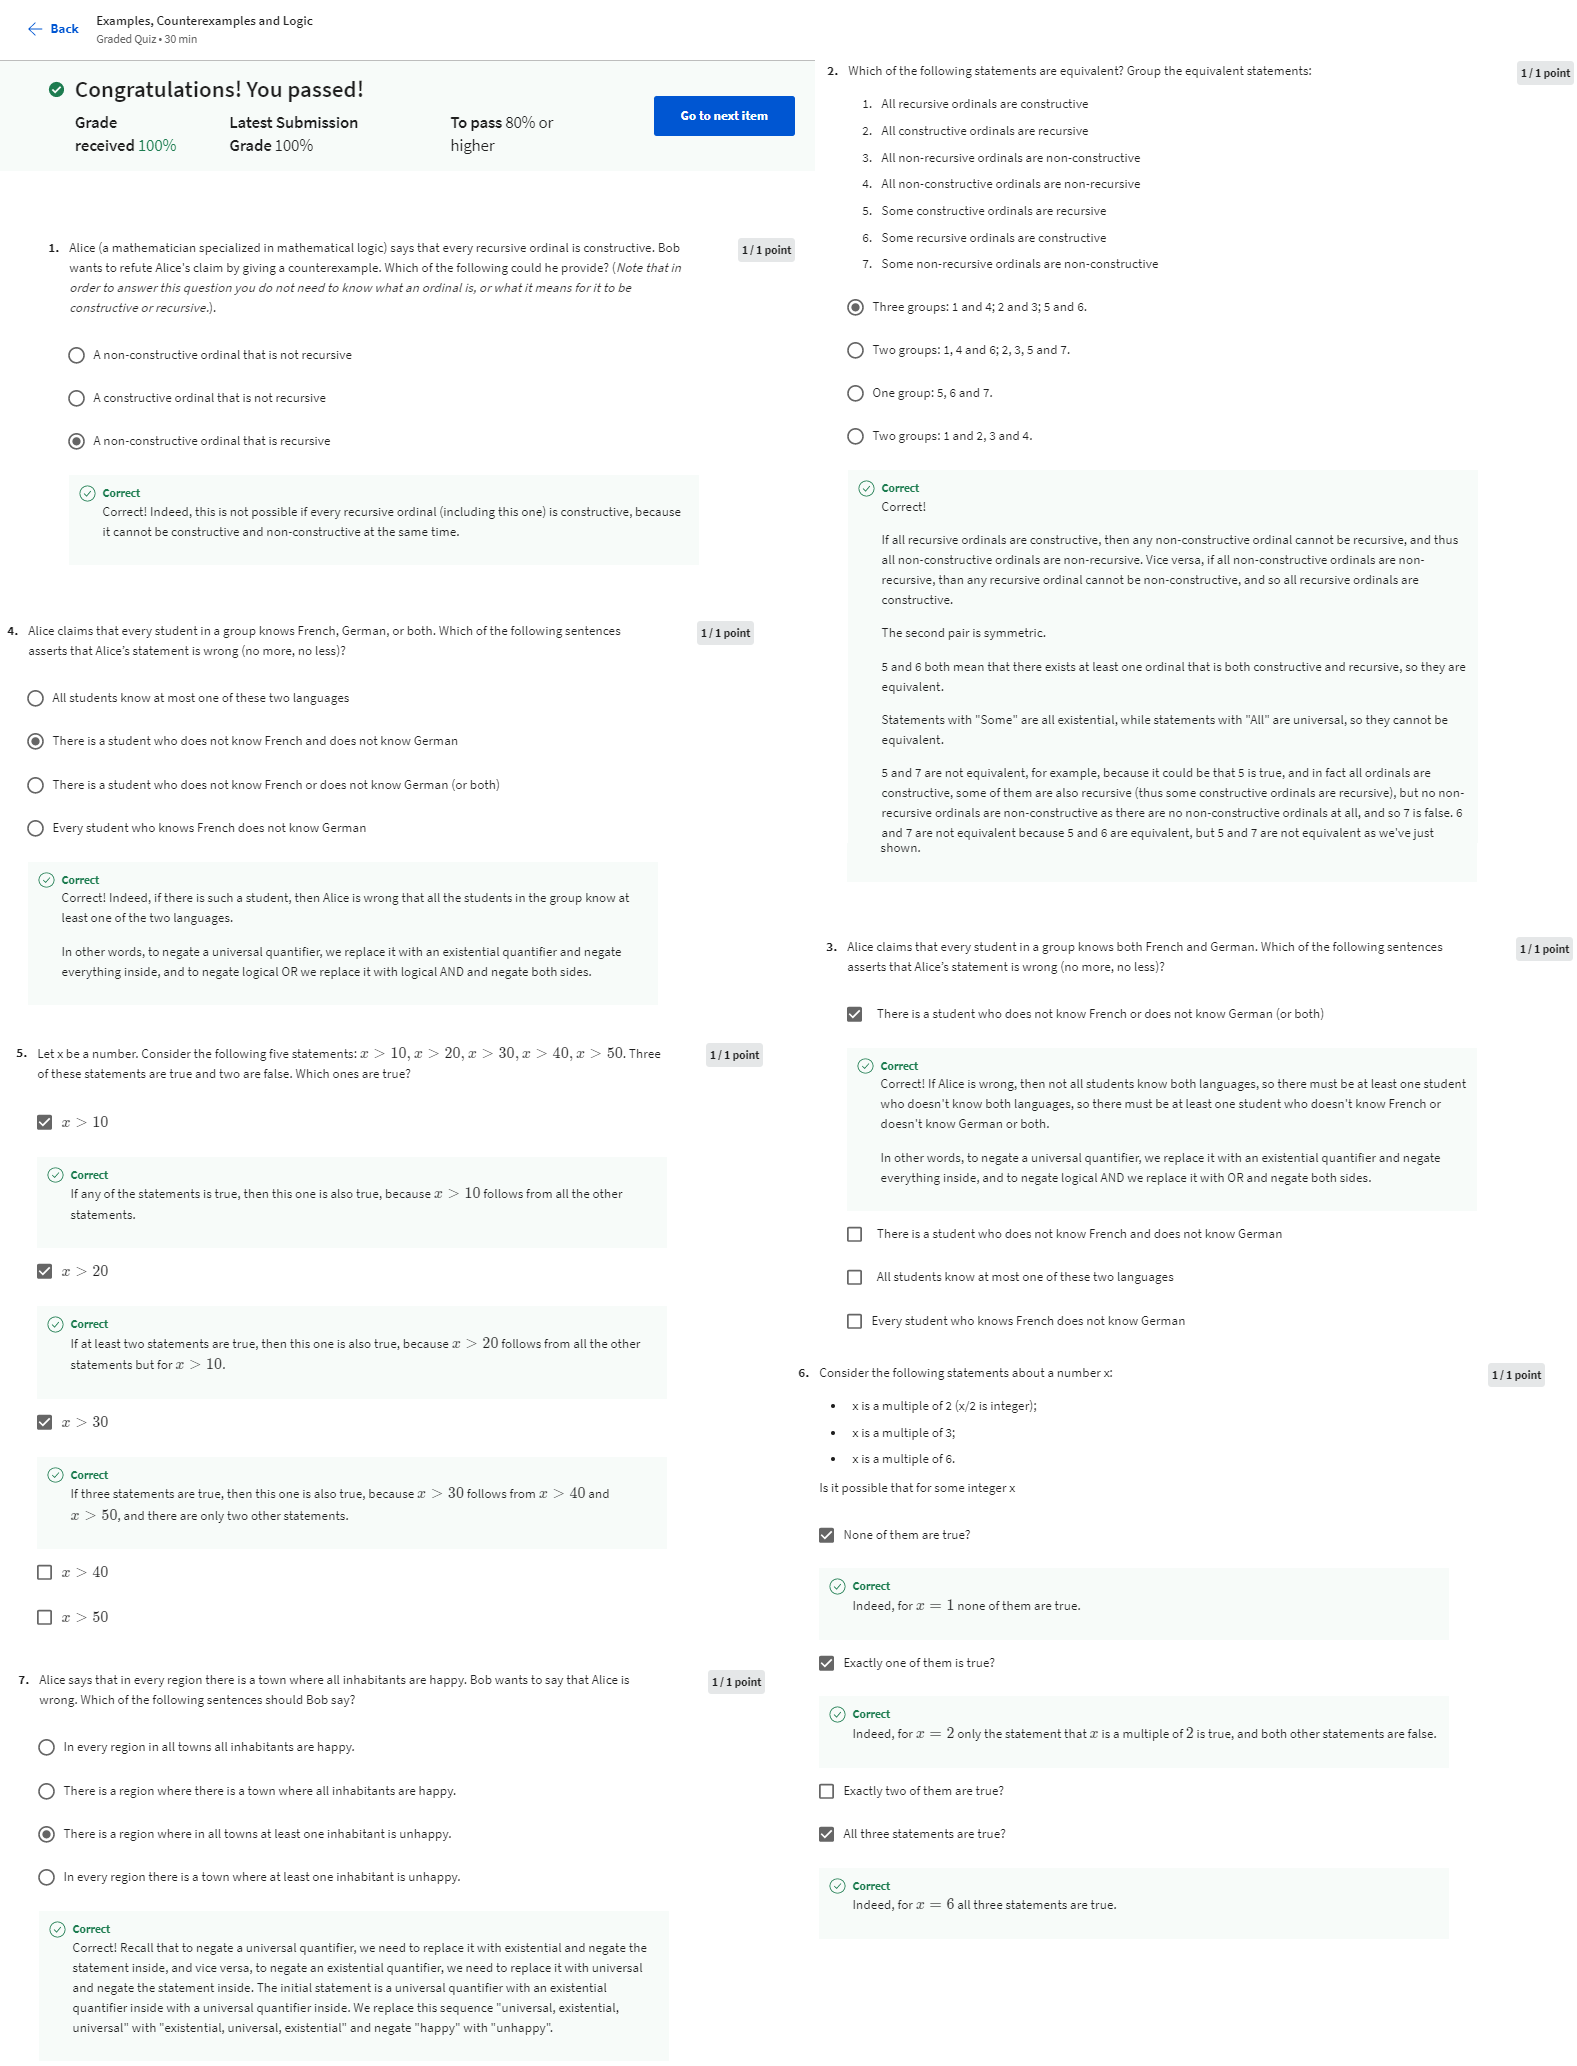 Back
Examples, Counterexamples and Logic
Graded Quiz • 30 min
Congratulations! You passed!
Grade
received 100%
Latest Submission
Grade 100%
To pass 80% or
higher
Go to next item
1. Alice (a mathematician specialized in mathematical logic) says that every recursive ordinal is constructive. Bob
wants to refute Alice's claim by giving a counterexample. Which of the following could he provide? (Note that in
order to answer this question you do not need to know what an ordinal is, or what it means for it to be
constructive or recursive.).
1 / 1 point
A non-constructive ordinal that is not recursive
A constructive ordinal that is not recursive
A non-constructive ordinal that is recursive
Correct
Correct! Indeed, this is not possible if every recursive ordinal (including this one) is constructive, because
it cannot be constructive and non-constructive at the same time.
2. Which of the following statements are equivalent? Group the equivalent statements:
1 / 1 point
1. All recursive ordinals are constructive
2. All constructive ordinals are recursive
3. All non-recursive ordinals are non-constructive
4. All non-constructive ordinals are non-recursive
5. Some constructive ordinals are recursive
6. Some recursive ordinals are constructive
7. Some non-recursive ordinals are non-constructive
Three groups: 1 and 4; 2 and 3; 5 and 6.
Two groups: 1, 4 and 6; 2, 3, 5 and 7.
One group: 5, 6 and 7.
Two groups: 1 and 2, 3 and 4.
Correct
Correct!
If all recursive ordinals are constructive, then any non-constructive ordinal cannot be recursive, and thus
all non-constructive ordinals are non-recursive. Vice versa, if all non-constructive ordinals are non-
recursive, than any recursive ordinal cannot be non-constructive, and so all recursive ordinals are
constructive.
The second pair is symmetric.
5 and 6 both mean that there exists at least one ordinal that is both constructive and recursive, so they are
equivalent.
Statements with "Some" are all existential, while statements with "All" are universal, so they cannot be
equivalent.
5 and 7 are not equivalent, for example, because it could be that 5 is true, and in fact all ordinals are
constructive, some of them are also recursive (thus some constructive ordinals are recursive), but no non-
recursive ordinals are non-constructive as there are no non-constructive ordinals at all, and so 7 is false. 6
and 7 are not equivalent because 5 and 6 are equivalent, but 5 and 7 are not equivalent as we've just
shown.
3. Alice claims that every student in a group knows both French and German. Which of the following sentences
asserts that Alice's statement is wrong (no more, no less)?
1 / 1 point
There is a student who does not know French or does not know German (or both)
Correct
Correct! If Alice is wrong, then not all students know both languages, so there must be at least one student
who doesn't know both languages, so there must be at least one student who doesn't know French or
doesn't know German or both.
In other words, to negate a universal quantifier, we replace it with an existential quantifier and negate
everything inside, and to negate logical AND we replace it with OR and negate both sides.
There is a student who does not know French and does not know German
All students know at most one of these two languages
Every student who knows French does not know German
4. Alice claims that every student in a group knows French, German, or both. Which of the following sentences
asserts that Alice's statement is wrong (no more, no less)?
1 / 1 point
All students know at most one of these two languages
There is a student who does not know French and does not know German
There is a student who does not know French or does not know German (or both)
Every student who knows French does not know German
Correct
Correct! Indeed, if there is such a student, then Alice is wrong that all the students in the group know at
least one of the two languages.
In other words, to negate a universal quantifier, we replace it with an existential quantifier and negate
everything inside, and to negate logical OR we replace it with logical AND and negate both sides.
5. Let x be a number. Consider the following five statements: x > 10, x > 20, x > 30, x > 40, x > 50. Three
of these statements are true and two are false. Which ones are true?
1 / 1 point
x > 10
Correct
If any of the statements is true, then this one is also true, because x > 10 follows from all the other
statements.
x > 20
Correct
If at least two statements are true, then this one is also true, because x > 20 follows from all the other
statements but for x > 10.
x > 30
Correct
If three statements are true, then this one is also true, because x > 30 follows from x > 40 and
x > 50, and there are only two other statements.
x > 40
x > 50
6. Consider the following statements about a number x:
1 / 1 point
• x is a multiple of 2 (x/2 is integer);
• x is a multiple of 3;
• x is a multiple of 6.
Is it possible that for some integer x
None of them are true?
Correct
Indeed, for x = 1 none of them are true.
Exactly one of them is true?
Correct
Indeed, for x = 2 only the statement that x is a multiple of 2 is true, and both other statements are false.
Exactly two of them are true?
All three statements are true?
Correct
Indeed, for x = 6 all three statements are true.
7. Alice says that in every region there is a town where all inhabitants are happy. Bob wants to say that Alice is
wrong. Which of the following sentences should Bob say?
1 / 1 point
In every region in all towns all inhabitants are happy.
There is a region where there is a town where all inhabitants are happy.
There is a region where in all towns at least one inhabitant is unhappy.
In every region there is a town where at least one inhabitant is unhappy.
Correct
Correct! Recall that to negate a universal quantifier, we need to replace it with existential and negate the
statement inside, and vice versa, to negate an existential quantifier, we need to replace it with universal
and negate the statement inside. The initial statement is a universal quantifier with an existential
quantifier inside with a universal quantifier inside. We replace this sequence "universal, existential,
universal" with "existential, universal, existential" and negate "happy" with "unhappy".